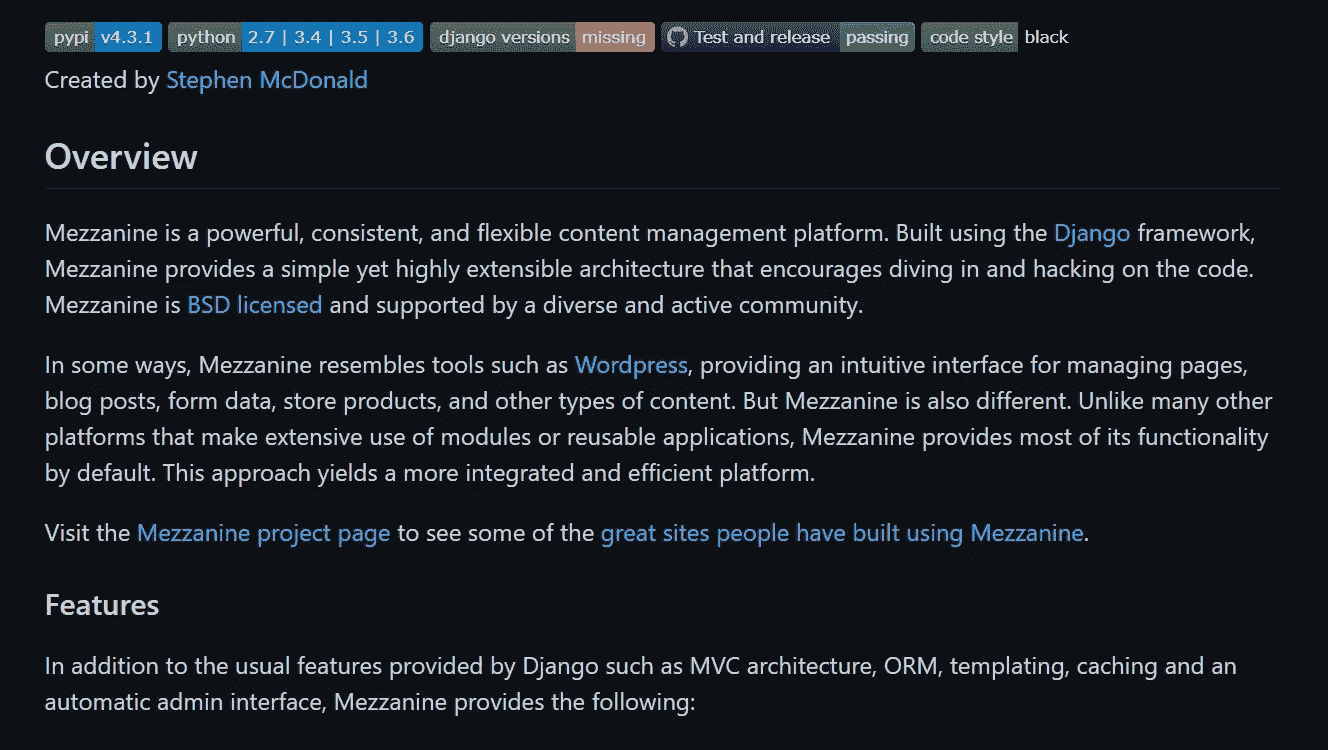 pypi v4.3.1 python 2.7 | 3.4 | 3.5 | 3.6 django versions missing Test and release passing code style black
Created by Stephen McDonald
Overview
Mezzanine is a powerful, consistent, and flexible content management platform. Built using the Django framework,
Mezzanine provides a simple yet highly extensible architecture that encourages diving in and hacking on the code.
Mezzanine is BSD licensed and supported by a diverse and active community.
In some ways, Mezzanine resembles tools such as Wordpress, providing an intuitive interface for managing pages,
blog posts, form data, store products, and other types of content. But Mezzanine is also different. Unlike many other
platforms that make extensive use of modules or reusable applications, Mezzanine provides most of its functionality
by default. This approach yields a more integrated and efficient platform.
Visit the Mezzanine project page to see some of the great sites people have built using Mezzanine.
Features
In addition to the usual features provided by Django such as MVC architecture, ORM, templating, caching and an
automatic admin interface, Mezzanine provides the following: